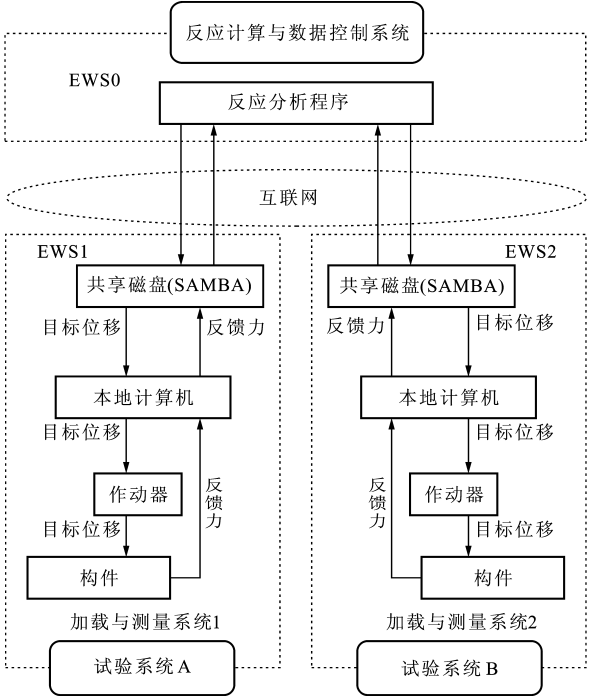 反应计算与数据控制系统
EWS0
反应分析程序
互联网
EWS1
共享磁盘(SAMBA)
目标位移
反馈力
本地计算机
目标位移
作动器
反馈力
目标位移
构件
加载与测量系统1
试验系统A
EWS2
共享磁盘(SAMBA)
反馈力
目标位移
本地计算机
目标位移
反馈力
作动器
目标位移
构件
加载与测量系统2
试验系统B